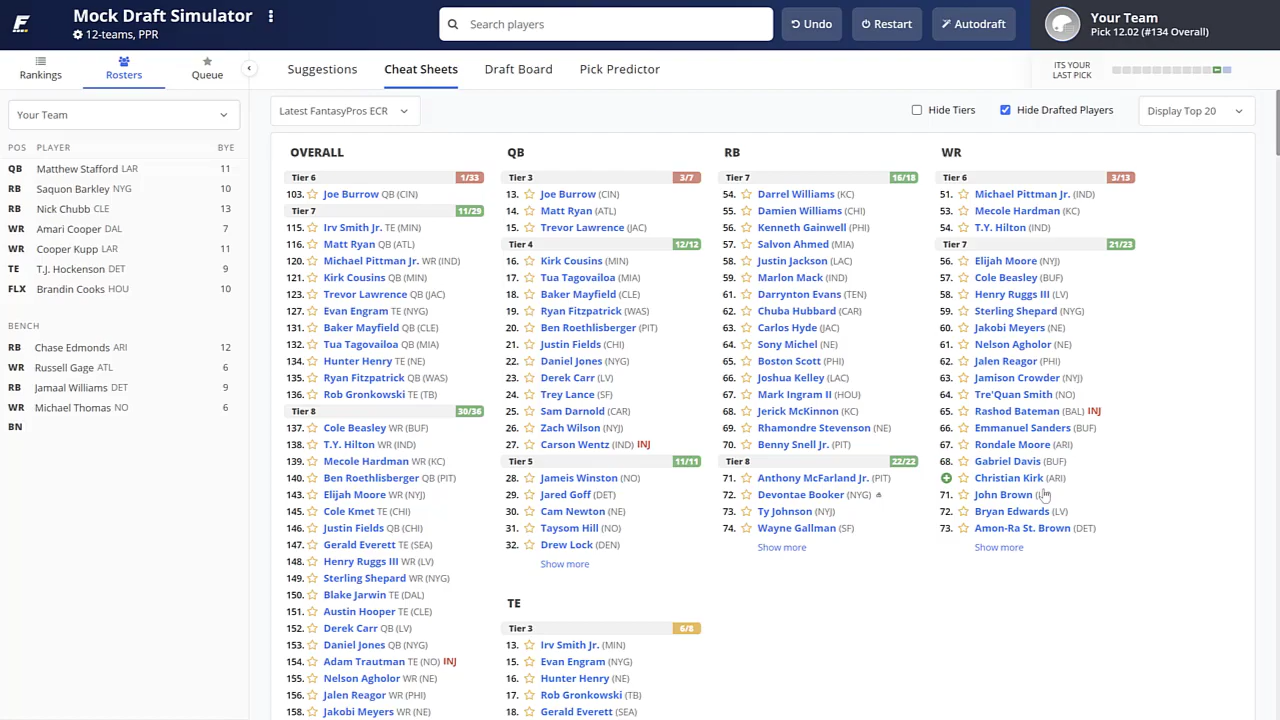 Mock Draft Simulator
12-teams, PPR
Search players
Undo
Restart
Autodraft
Your Team
Pick 12.02 (#134 Overall)
Rankings
Rosters
Queue
Suggestions
Cheat Sheets
Draft Board
Pick Predictor
ITS YOUR
LAST PICK
Your Team
Latest FantasyPros ECR
Hide Tiers
Hide Drafted Players
Display Top 20
POS PLAYER BYE
QB Matthew Stafford LAR 11
RB Saquon Barkley NYG 10
RB Nick Chubb CLE 13
WR Amari Cooper DAL 7
WR Cooper Kupp LAR 11
TE T.J. Hockenson DET 9
FLX Brandin Cooks HOU 10
BENCH
RB Chase Edmonds ARI 12
WR Russell Gage ATL 6
RB Jamaal Williams DET 9
WR Michael Thomas NO 6
BN
OVERALL
Tier 6 1/33
103. Joe Burrow QB (CIN)
Tier 7 11/29
115. Irv Smith Jr. TE (MIN)
116. Matt Ryan QB (ATL)
120. Michael Pittman Jr. WR (IND)
121. Kirk Cousins QB (MIN)
123. Trevor Lawrence QB (JAC)
127. Evan Engram TE (NYG)
131. Baker Mayfield QB (CLE)
132. Tua Tagovailoa QB (MIA)
134. Hunter Henry TE (NE)
135. Ryan Fitzpatrick QB (WAS)
136. Rob Gronkowski TE (TB)
Tier 8 30/36
137. Cole Beasley WR (BUF)
138. T.Y. Hilton WR (IND)
139. Mecole Hardman WR (KC)
140. Ben Roethlisberger QB (PIT)
143. Elijah Moore WR (NYJ)
145. Cole Kmet TE (CHI)
146. Justin Fields QB (CHI)
147. Gerald Everett TE (SEA)
148. Henry Ruggs III WR (LV)
149. Sterling Shepard WR (NYG)
150. Blake Jarwin TE (DAL)
151. Austin Hooper TE (CLE)
152. Derek Carr QB (LV)
153. Daniel Jones QB (NYG)
154. Adam Trautman TE (NO) INJ
155. Nelson Agholor WR (NE)
156. Jalen Reagor WR (PHI)
158. Jakobi Meyers WR (NE)
QB
Tier 3 3/7
13. Joe Burrow (CIN)
14. Matt Ryan (ATL)
15. Trevor Lawrence (JAC)
Tier 4 12/12
16. Kirk Cousins (MIN)
17. Tua Tagovailoa (MIA)
18. Baker Mayfield (CLE)
19. Ryan Fitzpatrick (WAS)
20. Ben Roethlisberger (PIT)
21. Justin Fields (CHI)
22. Daniel Jones (NYG)
23. Derek Carr (LV)
24. Trey Lance (SF)
25. Sam Darnold (CAR)
26. Zach Wilson (NYJ)
27. Carson Wentz (IND) INJ
Tier 5 11/11
28. Jameis Winston (NO)
29. Jared Goff (DET)
30. Cam Newton (NE)
31. Taysom Hill (NO)
32. Drew Lock (DEN)
Show more
TE
Tier 3 6/8
13. Irv Smith Jr. (MIN)
15. Evan Engram (NYG)
16. Hunter Henry (NE)
17. Rob Gronkowski (TB)
18. Gerald Everett (SEA)
RB
Tier 7 16/18
54. Darrel Williams (KC)
55. Damien Williams (CHI)
56. Kenneth Gainwell (PHI)
57. Salvon Ahmed (MIA)
58. Justin Jackson (LAC)
59. Marlon Mack (IND)
61. Darrynton Evans (TEN)
62. Chuba Hubbard (CAR)
63. Carlos Hyde (JAC)
64. Sony Michel (NE)
65. Boston Scott (PHI)
66. Joshua Kelley (LAC)
67. Mark Ingram II (HOU)
68. Jerick McKinnon (KC)
69. Rhamondre Stevenson (NE)
70. Benny Snell Jr. (PIT)
Tier 8 22/22
71. Anthony McFarland Jr. (PIT)
72. Devontae Booker (NYG)
73. Ty Johnson (NYJ)
74. Wayne Gallman (SF)
Show more
WR
Tier 6 3/13
51. Michael Pittman Jr. (IND)
53. Mecole Hardman (KC)
54. T.Y. Hilton (IND)
Tier 7 21/23
56. Elijah Moore (NYJ)
57. Cole Beasley (BUF)
58. Henry Ruggs III (LV)
59. Sterling Shepard (NYG)
60. Jakobi Meyers (NE)
61. Nelson Agholor (NE)
62. Jalen Reagor (PHI)
63. Jamison Crowder (NYJ)
64. Tre'Quan Smith (NO)
65. Rashod Bateman (BAL) INJ
66. Emmanuel Sanders (BUF)
67. Rondale Moore (ARI)
68. Gabriel Davis (BUF)
Christian Kirk (ARI)
71. John Brown
72. Bryan Edwards (LV)
73. Amon-Ra St. Brown (DET)
Show more